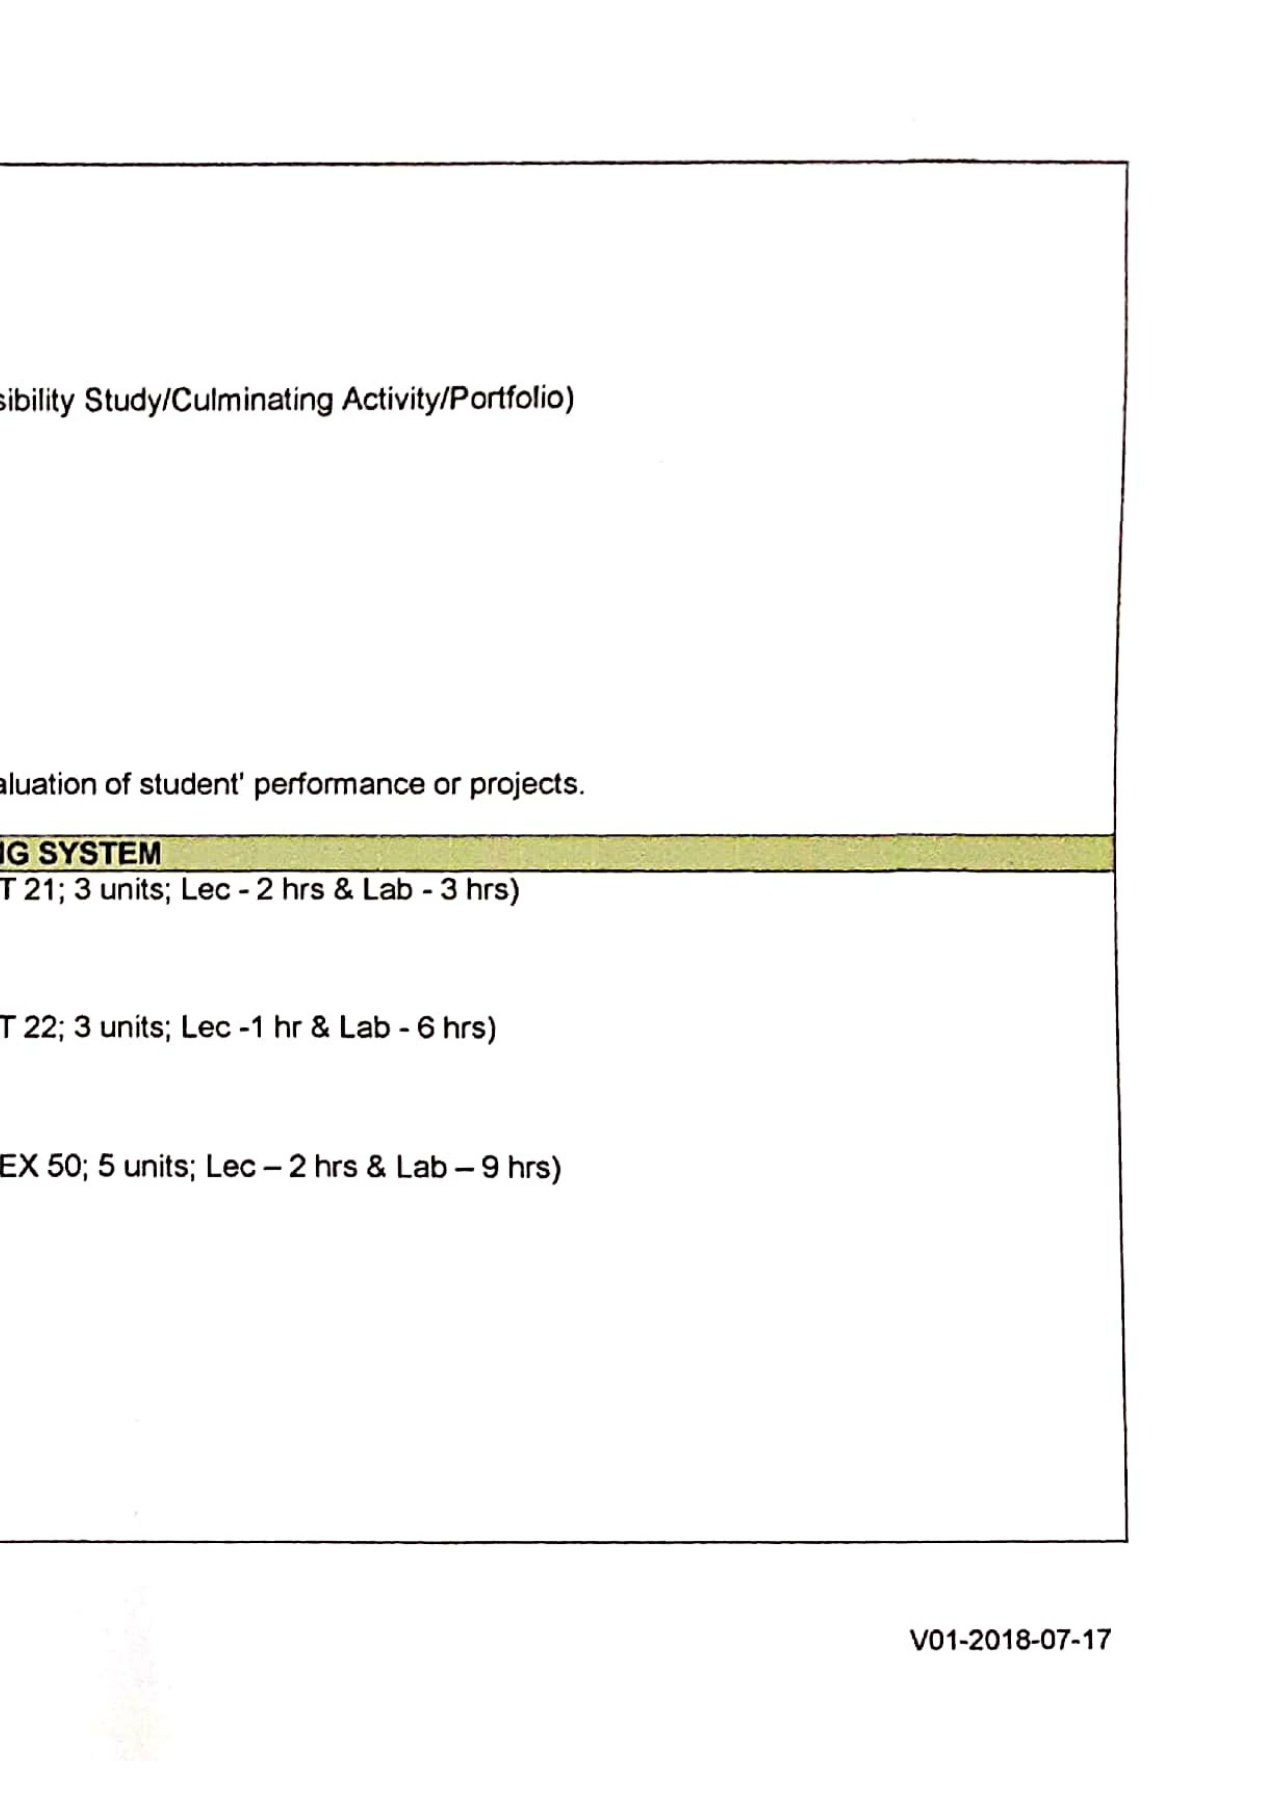 sibility Study/Culminating Activity/Portfolio)
aluation of student' performance or projects.
NG SYSTEM
T 21; 3 units; Lec - 2 hrs & Lab - 3 hrs)
T 22; 3 units; Lec -1 hr & Lab - 6 hrs)
EX 50; 5 units; Lec – 2 hrs & Lab – 9 hrs)
V01-2018-07-17